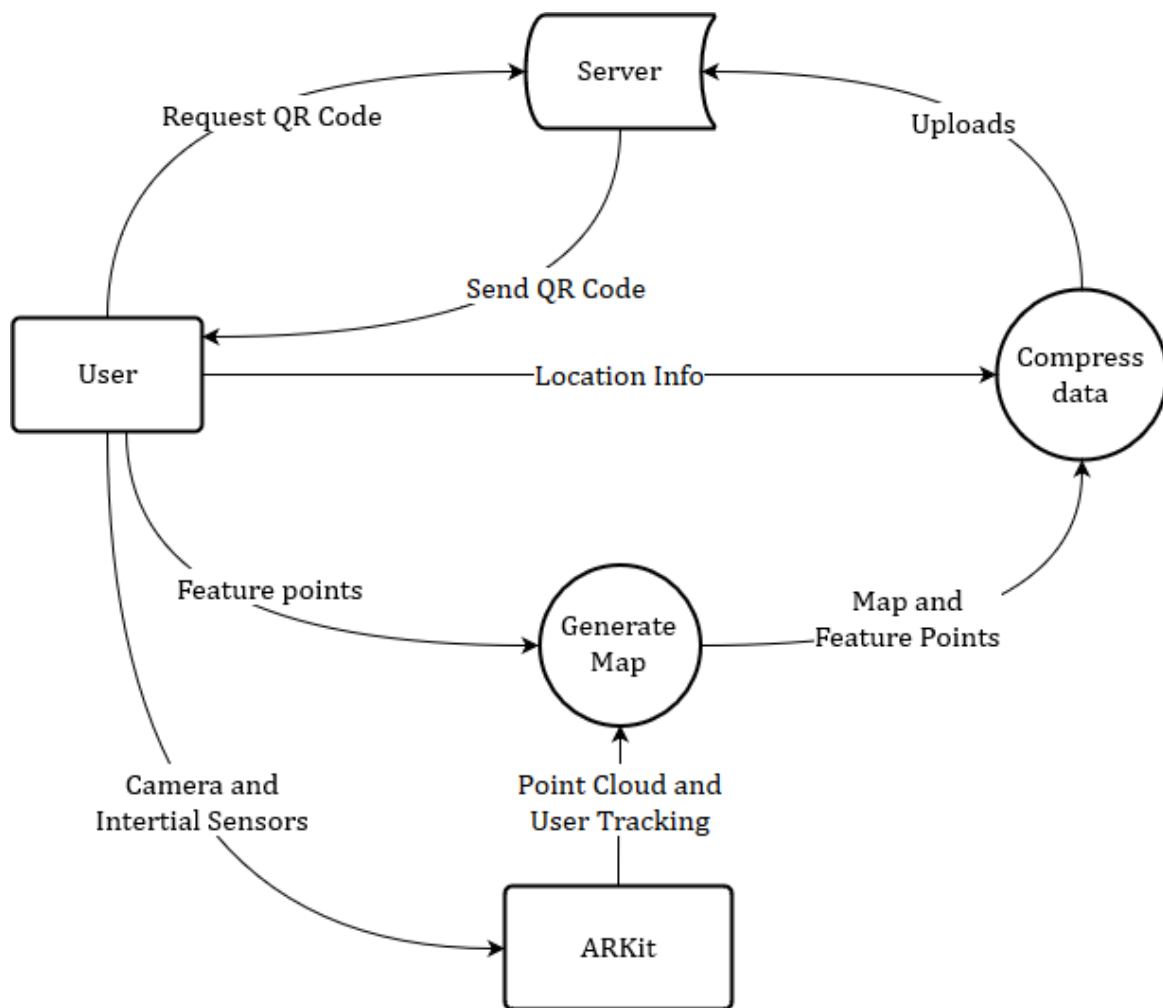 Server
Request QR Code
Uploads
Send QR Code
User
Location Info
Compress
data
Feature points
Generate
Map
Map and
Feature Points
Camera and
Intertial Sensors
Point Cloud and
User Tracking
ARKit